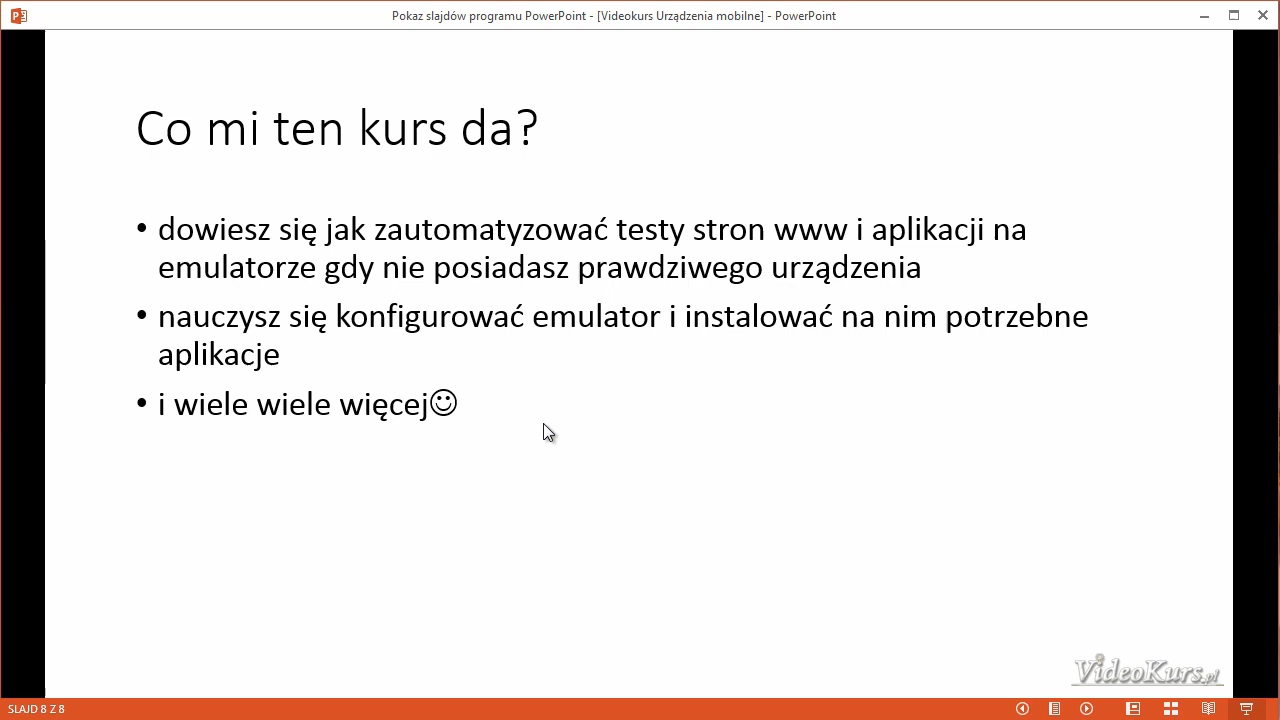 Pokaz slajdów programu PowerPoint - [Videokurs Urządzenia mobilne] - PowerPoint
Co mi ten kurs da?
• dowiesz się jak zautomatyzować testy stron www i aplikacji na
emulatorze gdy nie posiadasz prawdziwego urządzenia
• nauczysz się konfigurować emulator i instalować na nim potrzebne
aplikacje
• i wiele wiele więcej☺
VideoKurs.pl
SLAJD 8 Z 8